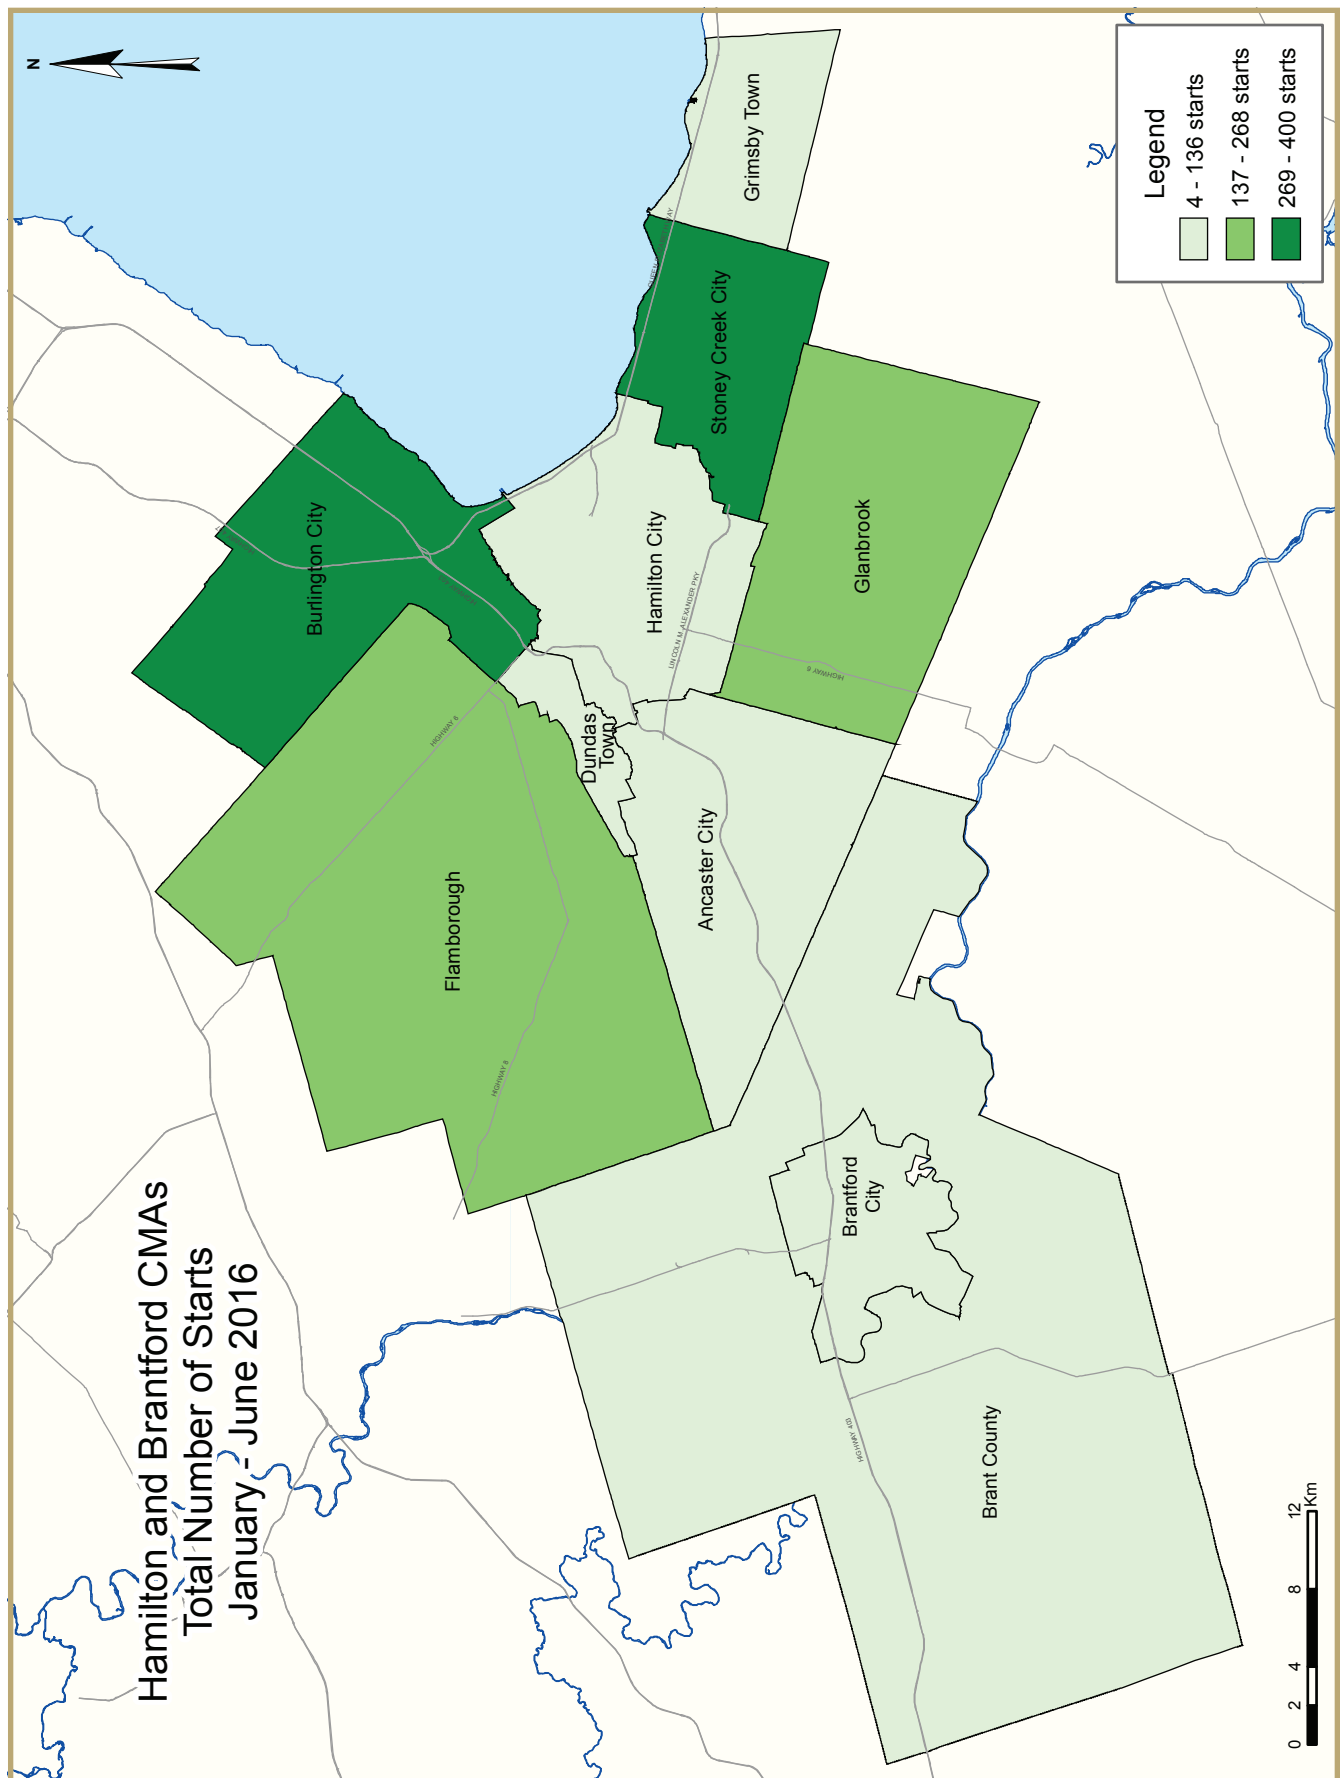 Hamilton and Brantford CMAs
Total Number of Starts
January - June 2016
N
Burlington City
Flamborough
HIGHWAY 6
HIGHWAY 8
Dundas
Town
Hamilton City
LINCOLN M. ALEXANDER PKY
Stoney Creek City
Grimsby Town
Ancaster City
Glanbrook
HIGHWAY 6
Brantford
City
HIGHWAY 403
Brant County
Legend
4 - 136 starts
137 - 268 starts
269 - 400 starts
0 2 4 8 12
Km